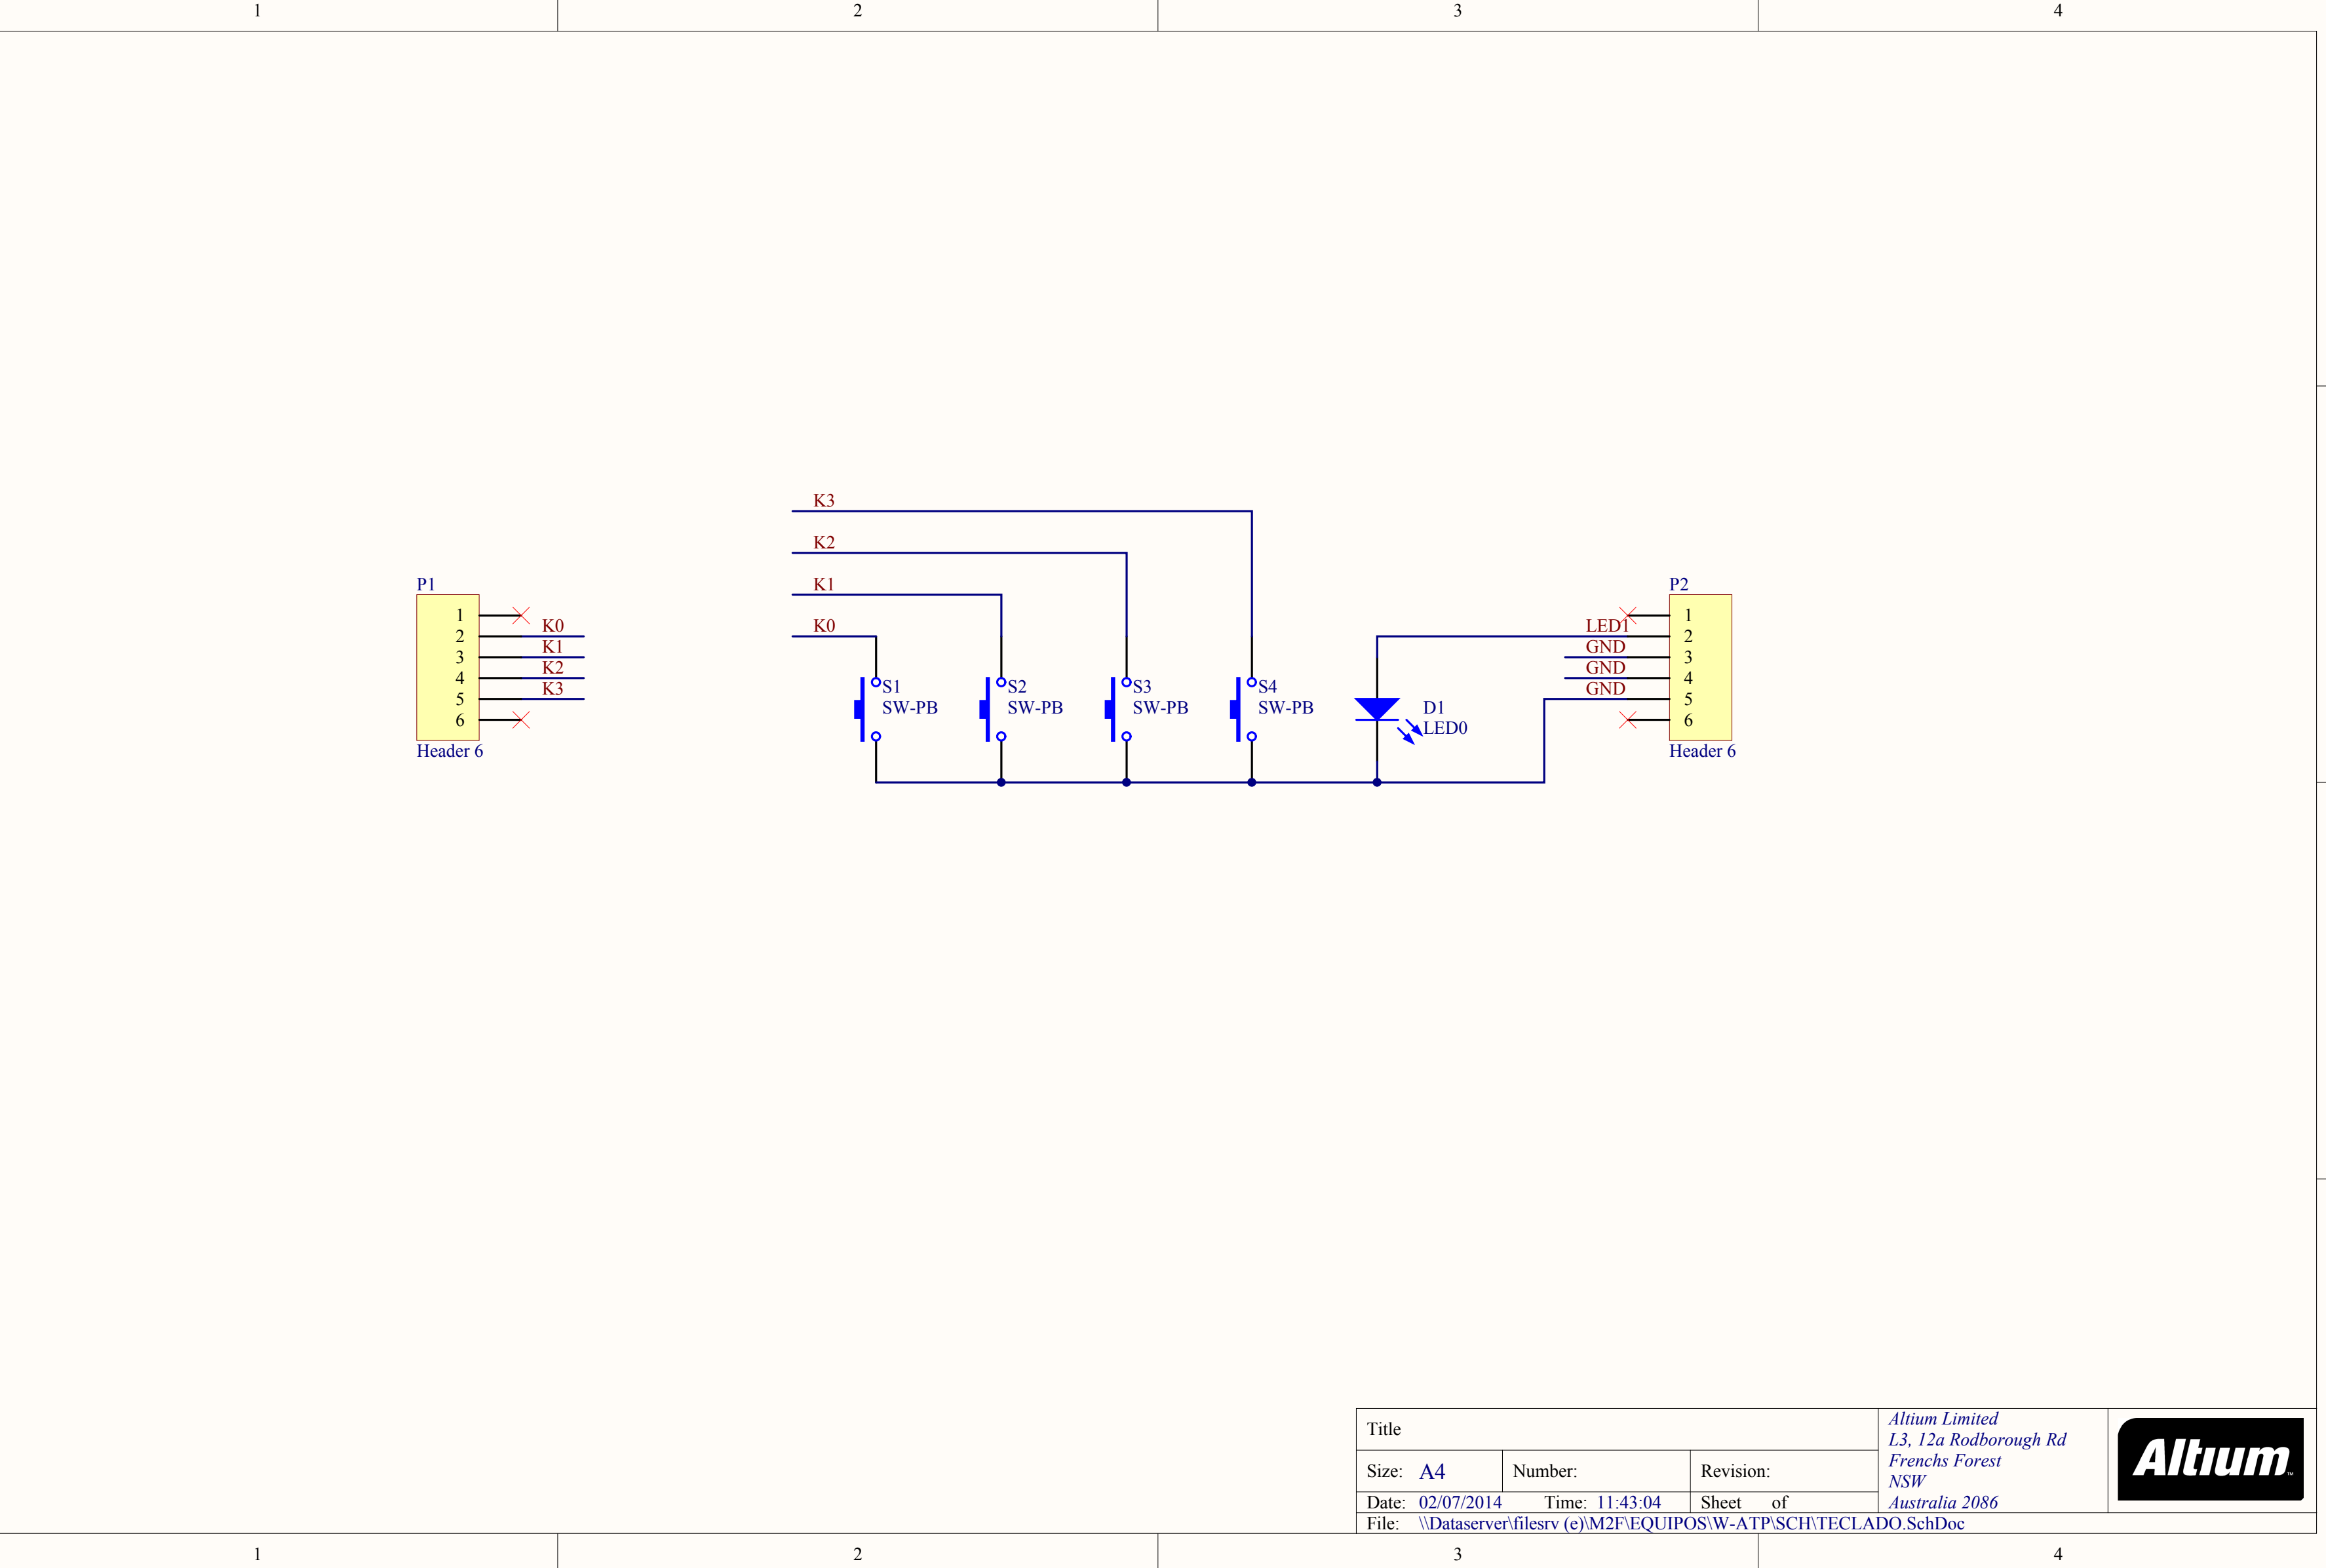 1 2 3 4
K3
K2
K1
K0
P1
1
2 K0
3 K1
4 K2
5 K3
6
Header 6
S1
SW-PB
S2
SW-PB
S3
SW-PB
S4
SW-PB
D1
LED0
P2
1
LED1 2
GND 3
GND 4
GND 5
6
Header 6
Title
Size: A4 Number: Revision:
Date: 02/07/2014 Time: 11:43:04 Sheet of
File: \\Dataserver\filesrv (e)\M2F\EQUIPOS\W-ATP\SCH\TECLADO.SchDoc
Altium Limited
L3, 12a Rodborough Rd
Frenchs Forest
NSW
Australia 2086
Altium™
1 2 3 4